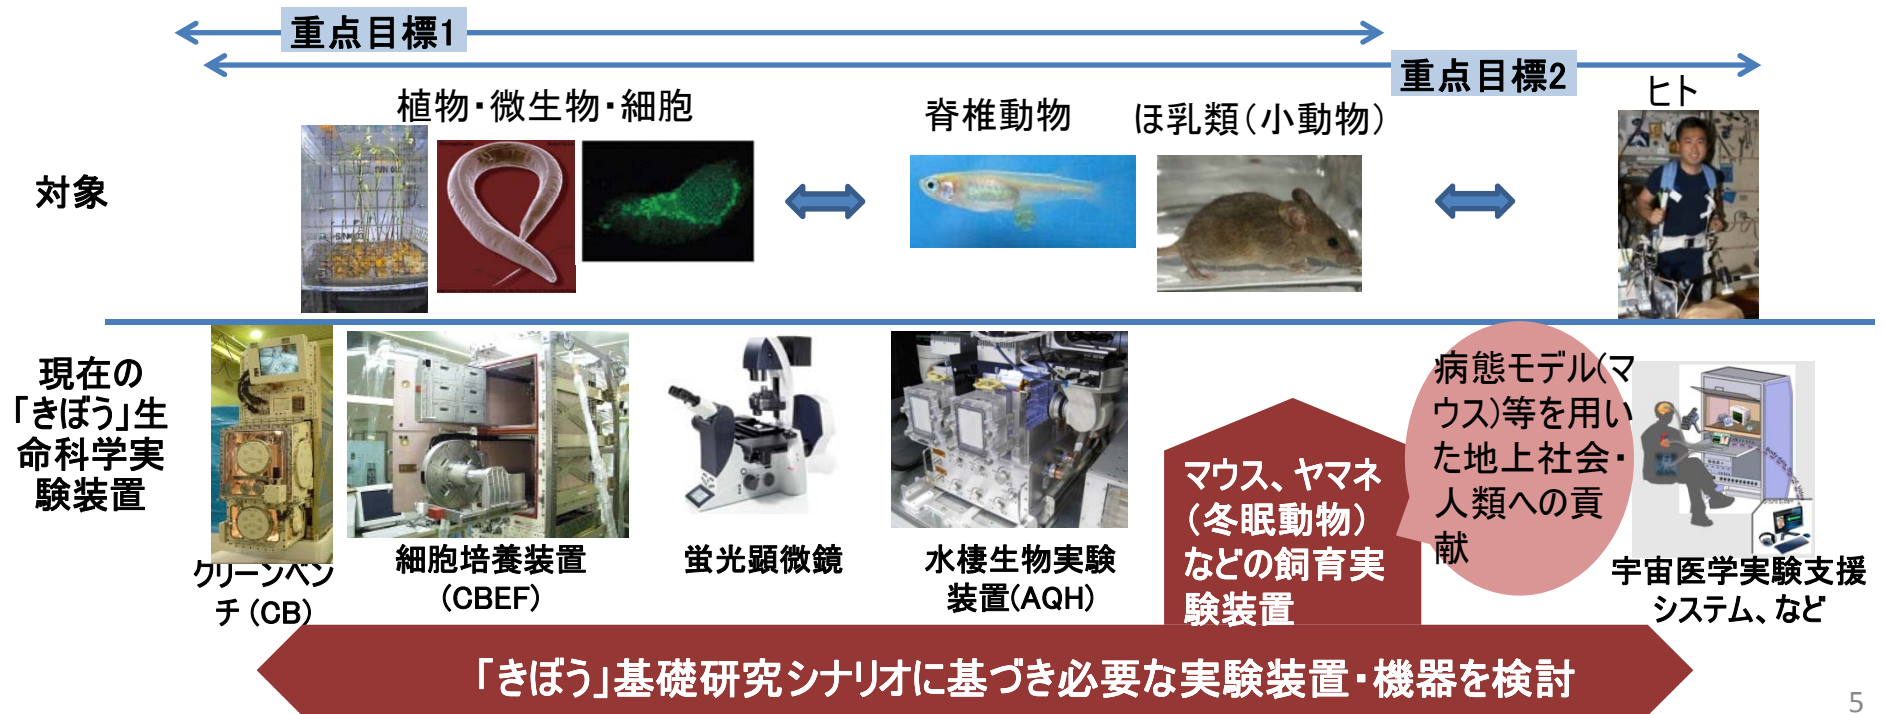 重点目標1
重点目標2
植物・微生物・細胞
脊椎動物
ほ乳類（小動物）
ヒト
対象
現在の
「きぼう」生
命科学実
験装置
クリーンベン
チ (CB)
細胞培養装置
(CBEF)
蛍光顕微鏡
水棲生物実験
装置(AQH)
マウス、ヤマネ
（冬眠動物）
などの飼育実
験装置
病態モデル(マ
ウス)等を用い
た地上社会・
人類への貢
献
宇宙医学実験支援
システム、など
「きぼう」基礎研究シナリオに基づき必要な実験装置・機器を検討
5